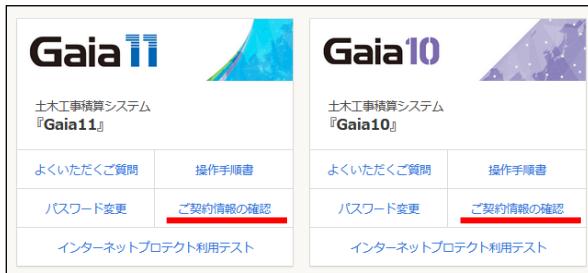 Gaia11
土木工事積算システム
『Gaia11』
よくいただくご質問
操作手順書
パスワード変更
ご契約情報の確認
インターネットプロテクト利用テスト
Gaia10
土木工事積算システム
『Gaia10』
よくいただくご質問
操作手順書
パスワード変更
ご契約情報の確認
インターネットプロテクト利用テスト